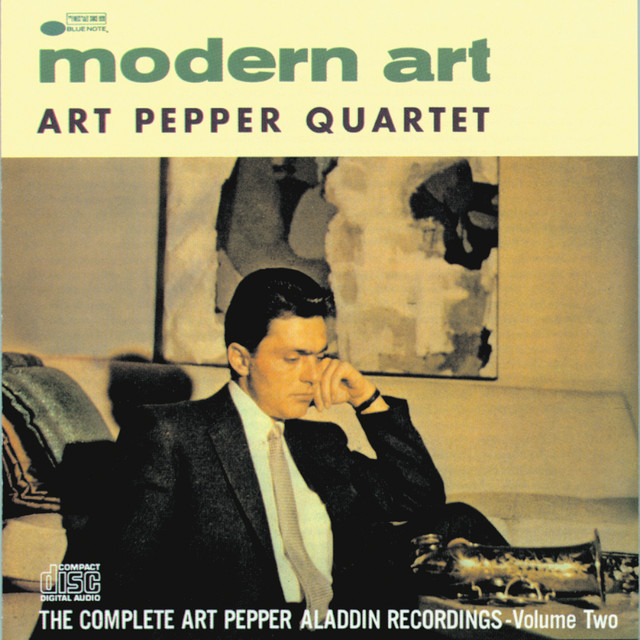 BLUE NOTE
modern art
ART PEPPER QUARTET
COMPACT
disc
DIGITAL AUDIO
THE COMPLETE ART PEPPER ALADDIN RECORDINGS-Volume Two